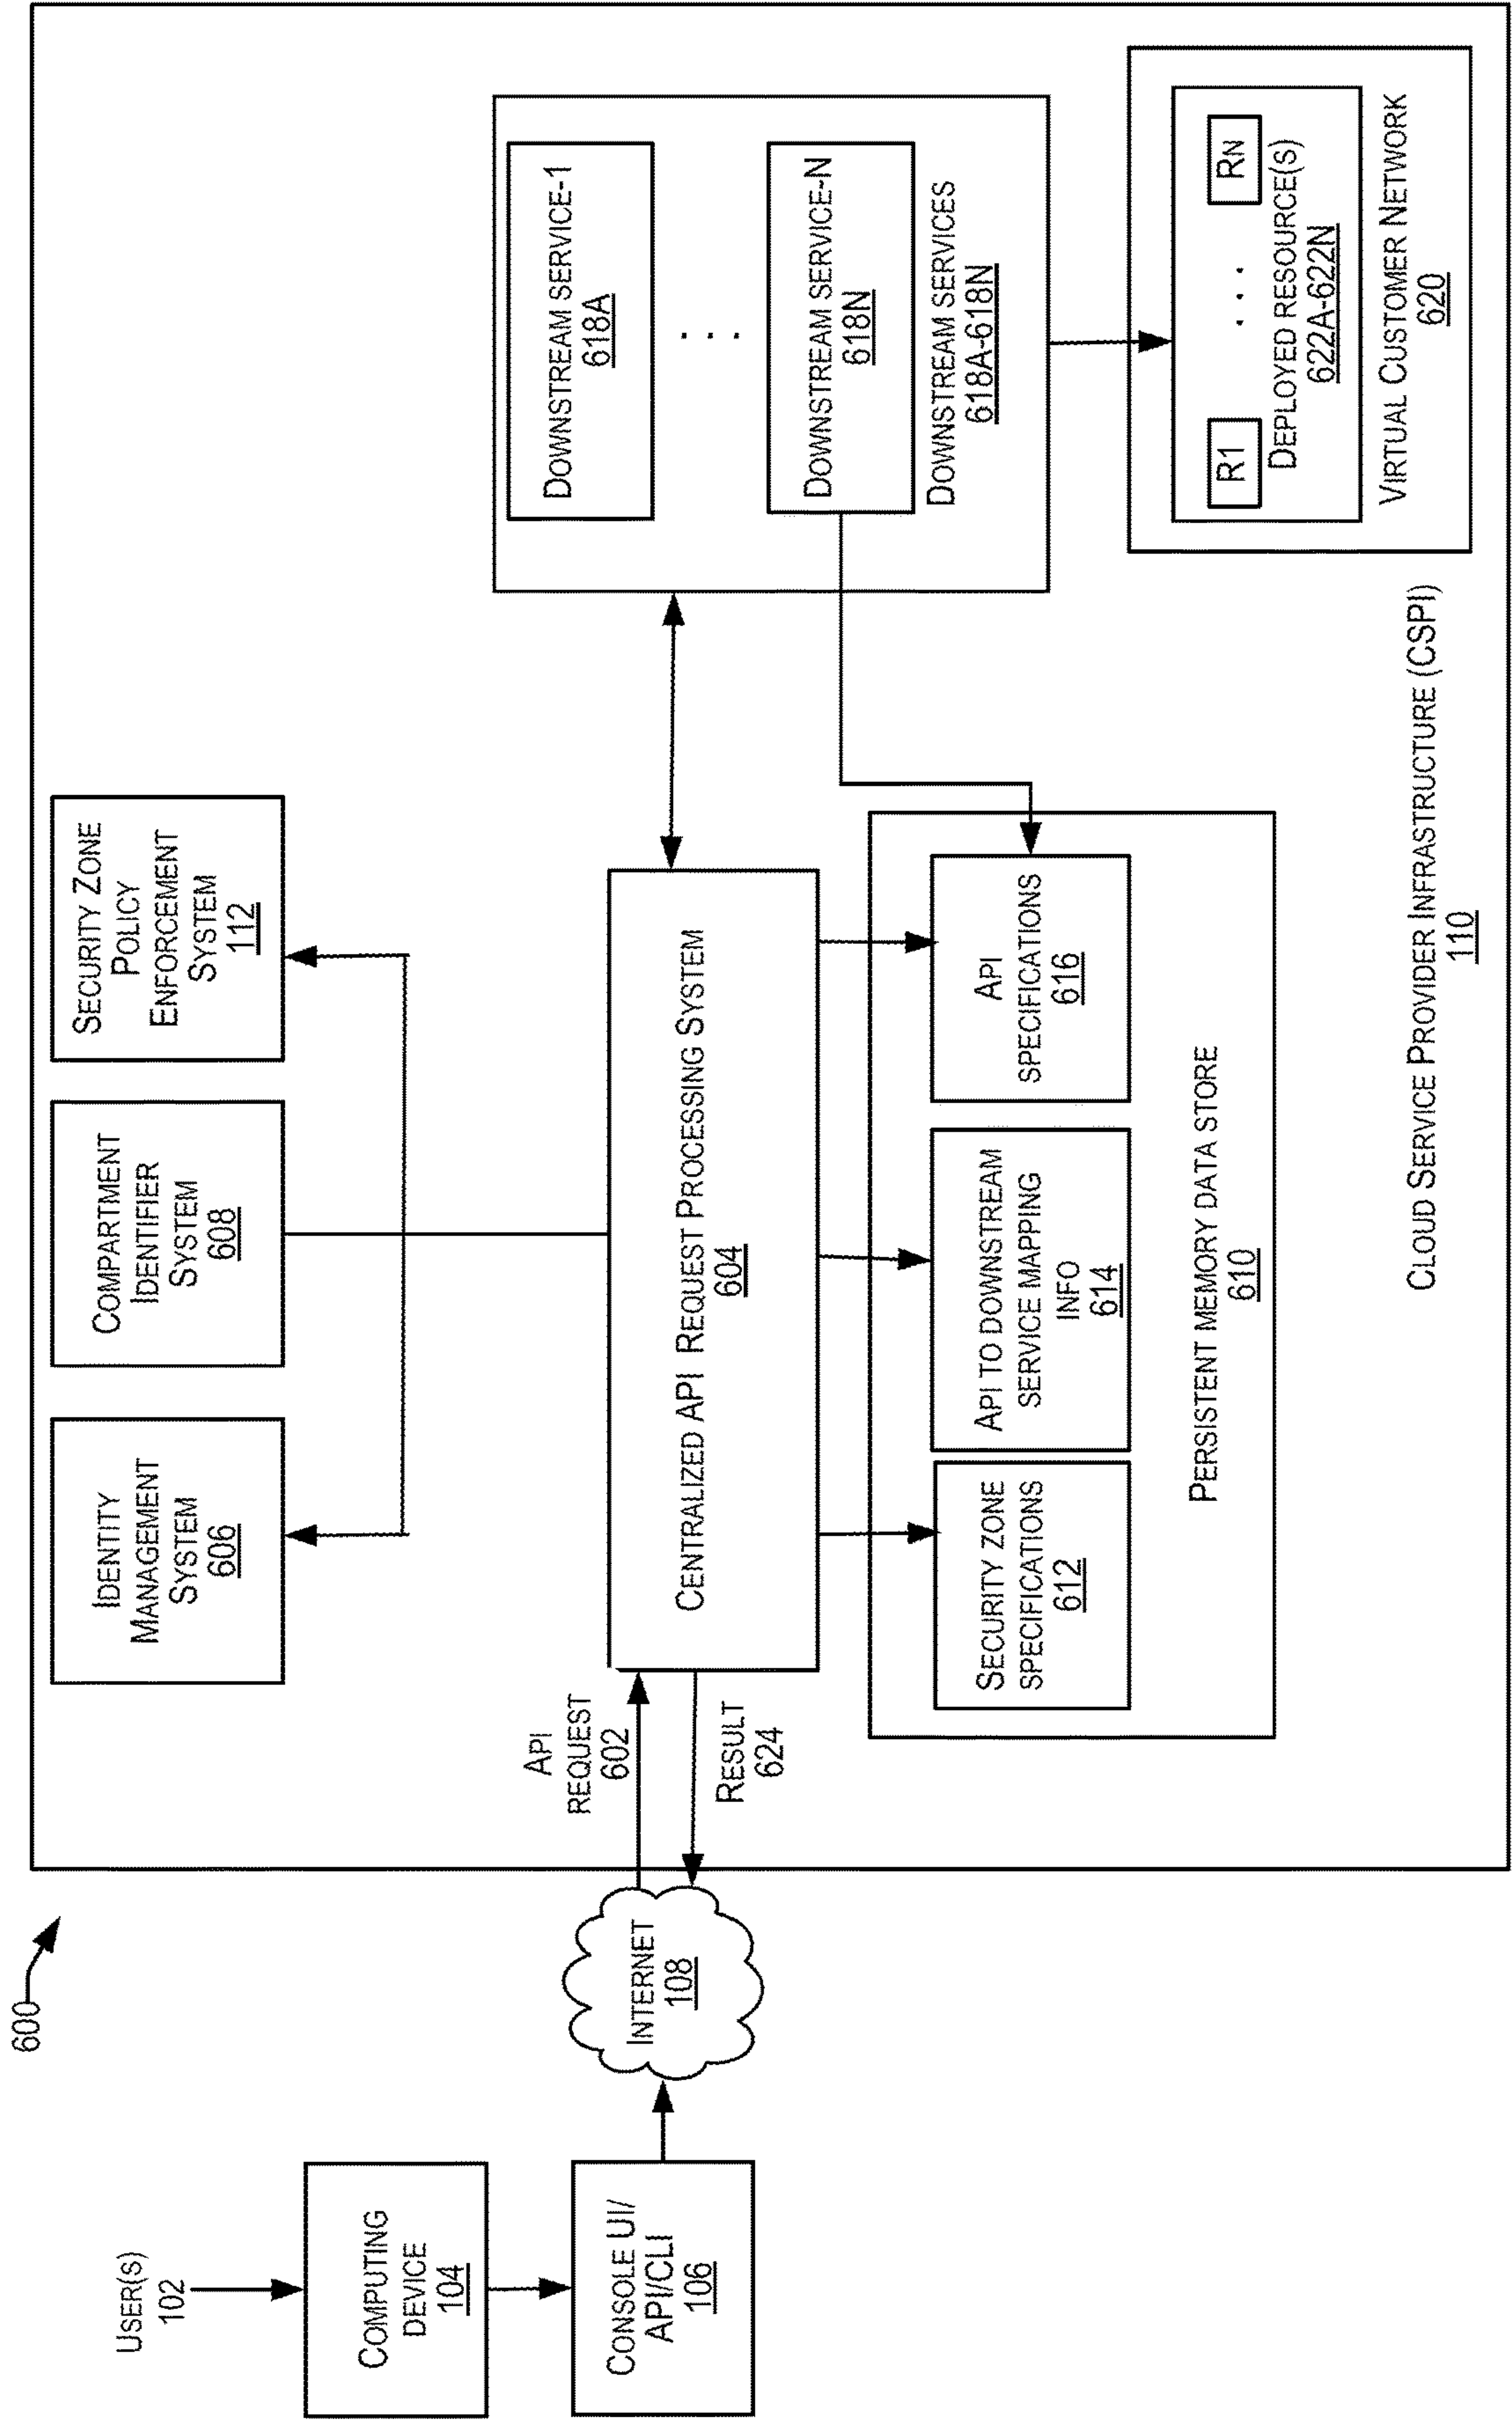 600
USER(S)
102
COMPUTING
DEVICE
104
CONSOLE UI/
API/CLI
106
INTERNET
108
API
REQUEST
602
RESULT
624
IDENTITY
MANAGEMENT
SYSTEM
606
COMPARTMENT
IDENTIFIER
SYSTEM
608
SECURITY ZONE
POLICY
ENFORCEMENT
SYSTEM
112
CENTRALIZED API REQUEST PROCESSING SYSTEM
604
SECURITY ZONE
SPECIFICATIONS
612
API TO DOWNSTREAM
SERVICE MAPPING
INFO
614
API
SPECIFICATIONS
616
PERSISTENT MEMORY DATA STORE
610
DOWNSTREAM SERVICE-1
618A
. . .
DOWNSTREAM SERVICE-N
618N
DOWNSTREAM SERVICES
618A-618N
R1 . . . RN
DEPLOYED RESOURCE(S)
622A-622N
VIRTUAL CUSTOMER NETWORK
620
CLOUD SERVICE PROVIDER INFRASTRUCTURE (CSPI)
110